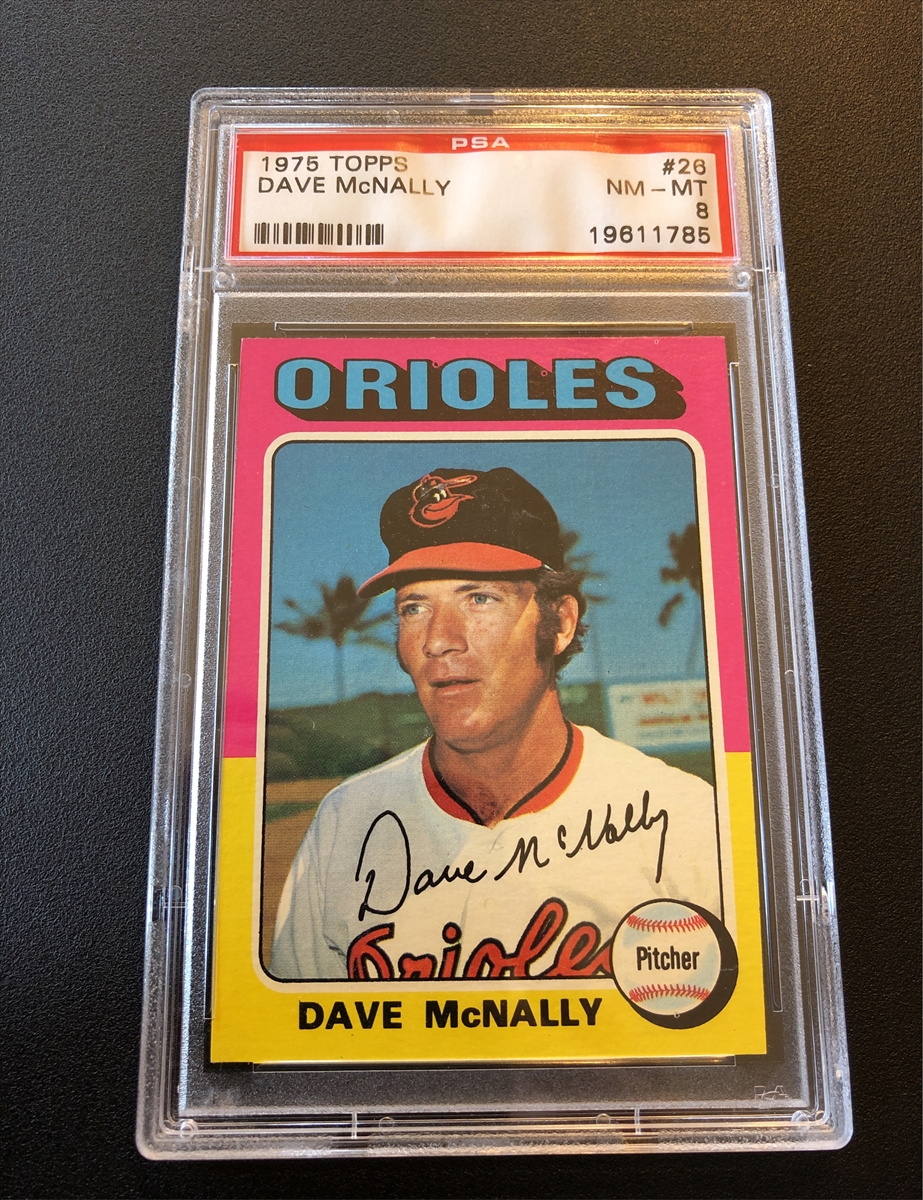 PSA
1975 TOPPS #26
DAVE McNALLY NM - MT
8
19611785
ORIOLES
Dave McNally
Orioles
Pitcher
DAVE McNALLY